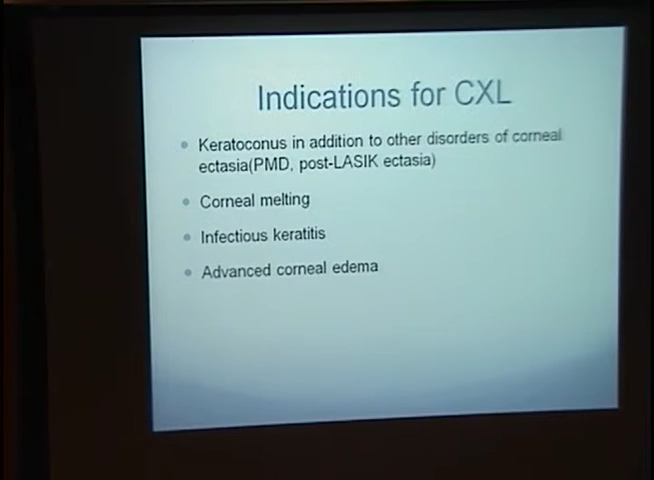 Indications for CXL
Keratoconus in addition to other disorders of corneal
ectasia(PMD, post-LASIK ectasia)
Corneal melting
Infectious keratitis
Advanced corneal edema